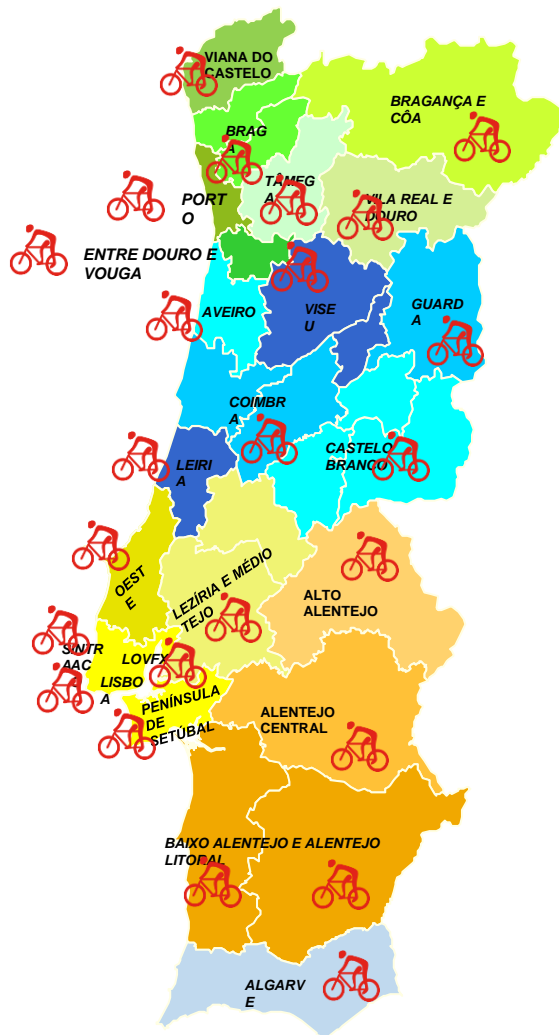 VIANA DO
CASTELO
BRAGANÇA E
CÔA
BRAG
A
TÂMEG
A
PORT
O
VILA REAL E
DOURO
ENTRE DOURO E
VOUGA
AVEIRO
VISE
U
GUARD
A
COIMBR
A
LEIRI
A
CASTELO
BRANCO
OEST
E
LEZÍRIA E MÉDIO
TEJO
ALTO
ALENTEJO
SINTR
AAC
LOVFX
LISBO
A
PENÍNSULA
DE
SETÚBAL
ALENTEJO
CENTRAL
BAIXO ALENTEJO E ALENTEJO
LITORAL
ALGARV
E